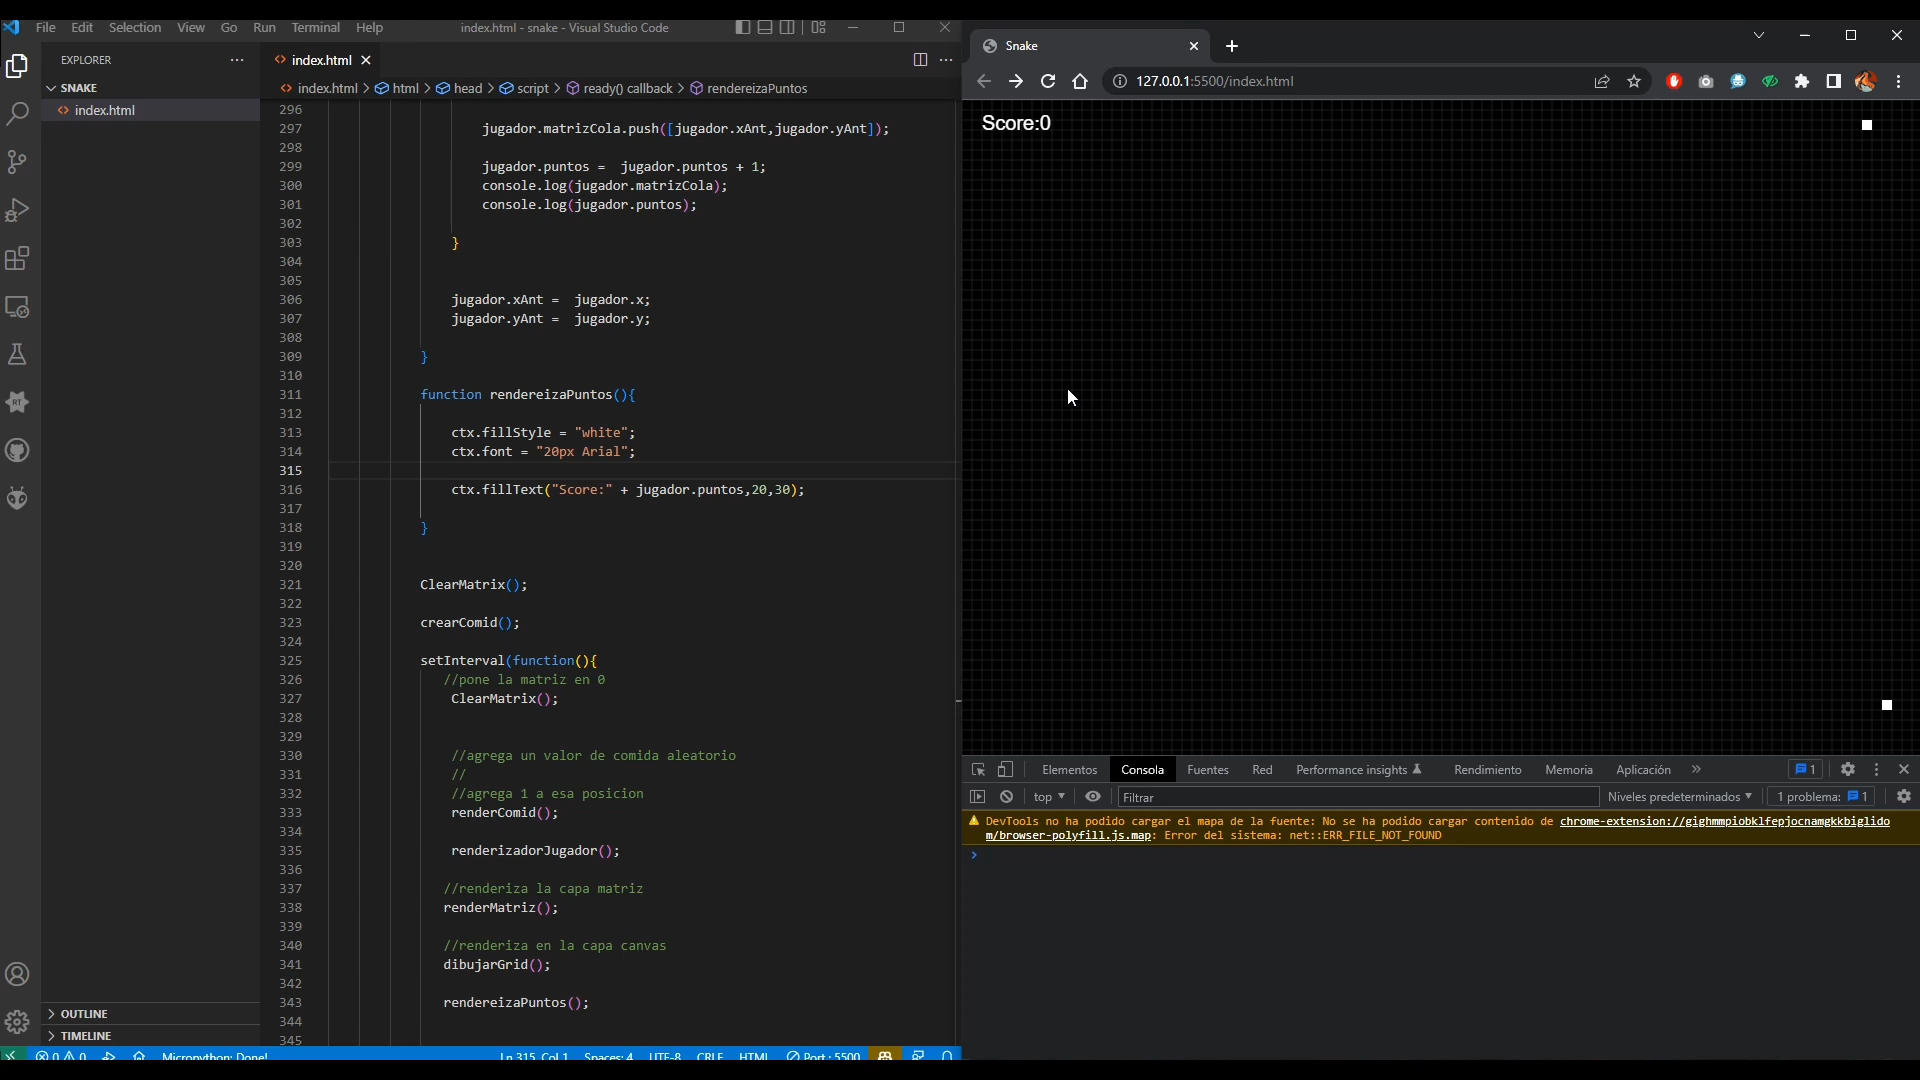 File Edit Selection View Go Run Terminal Help
index.html - snake - Visual Studio Code
EXPLORER
SNAKE
index.html
index.html
index.html > html > head > script > ready() callback > rendereizaPuntos
296
297 jugador.matrizCola.push([jugador.xAnt,jugador.yAnt]);
298
299 jugador.puntos = jugador.puntos + 1;
300 console.log(jugador.matrizCola);
301 console.log(jugador.puntos);
302
303 }
304
305
306 jugador.xAnt = jugador.x;
307 jugador.yAnt = jugador.y;
308
309 }
310
311 function rendereizaPuntos(){
312
313 ctx.fillStyle = "white";
314 ctx.font = "20px Arial";
315
316 ctx.fillText("Score:" + jugador.puntos,20,30);
317
318 }
319
320
321 ClearMatrix();
322
323 crearComid();
324
325 setInterval(function(){
326 //pone la matriz en 0
327 ClearMatrix();
328
329
330 //agrega un valor de comida aleatorio
331 //
332 //agrega 1 a esa posicion
333 renderComid();
334
335 renderizadorJugador();
336
337 //renderiza la capa matriz
338 renderMatriz();
339
340 //renderiza en la capa canvas
341 dibujarGrid();
342
343 rendereizaPuntos();
344
345
OUTLINE
TIMELINE
0 0 Micropython: Done! Ln 315, Col 1 Spaces: 4 UTF-8 CRLF HTML Port : 5500
Snake
127.0.0.1:5500/index.html
Score:0
Elementos Consola Fuentes Red Performance insights Rendimiento Memoria Aplicación » 1
top Filtrar Niveles predeterminados 1 problema: 1
DevTools no ha podido cargar el mapa de la fuente: No se ha podido cargar contenido de chrome-extension://gighmmpiobklfepjocnamgkkbiglido
m/browser-polyfill.js.map: Error del sistema: net::ERR_FILE_NOT_FOUND